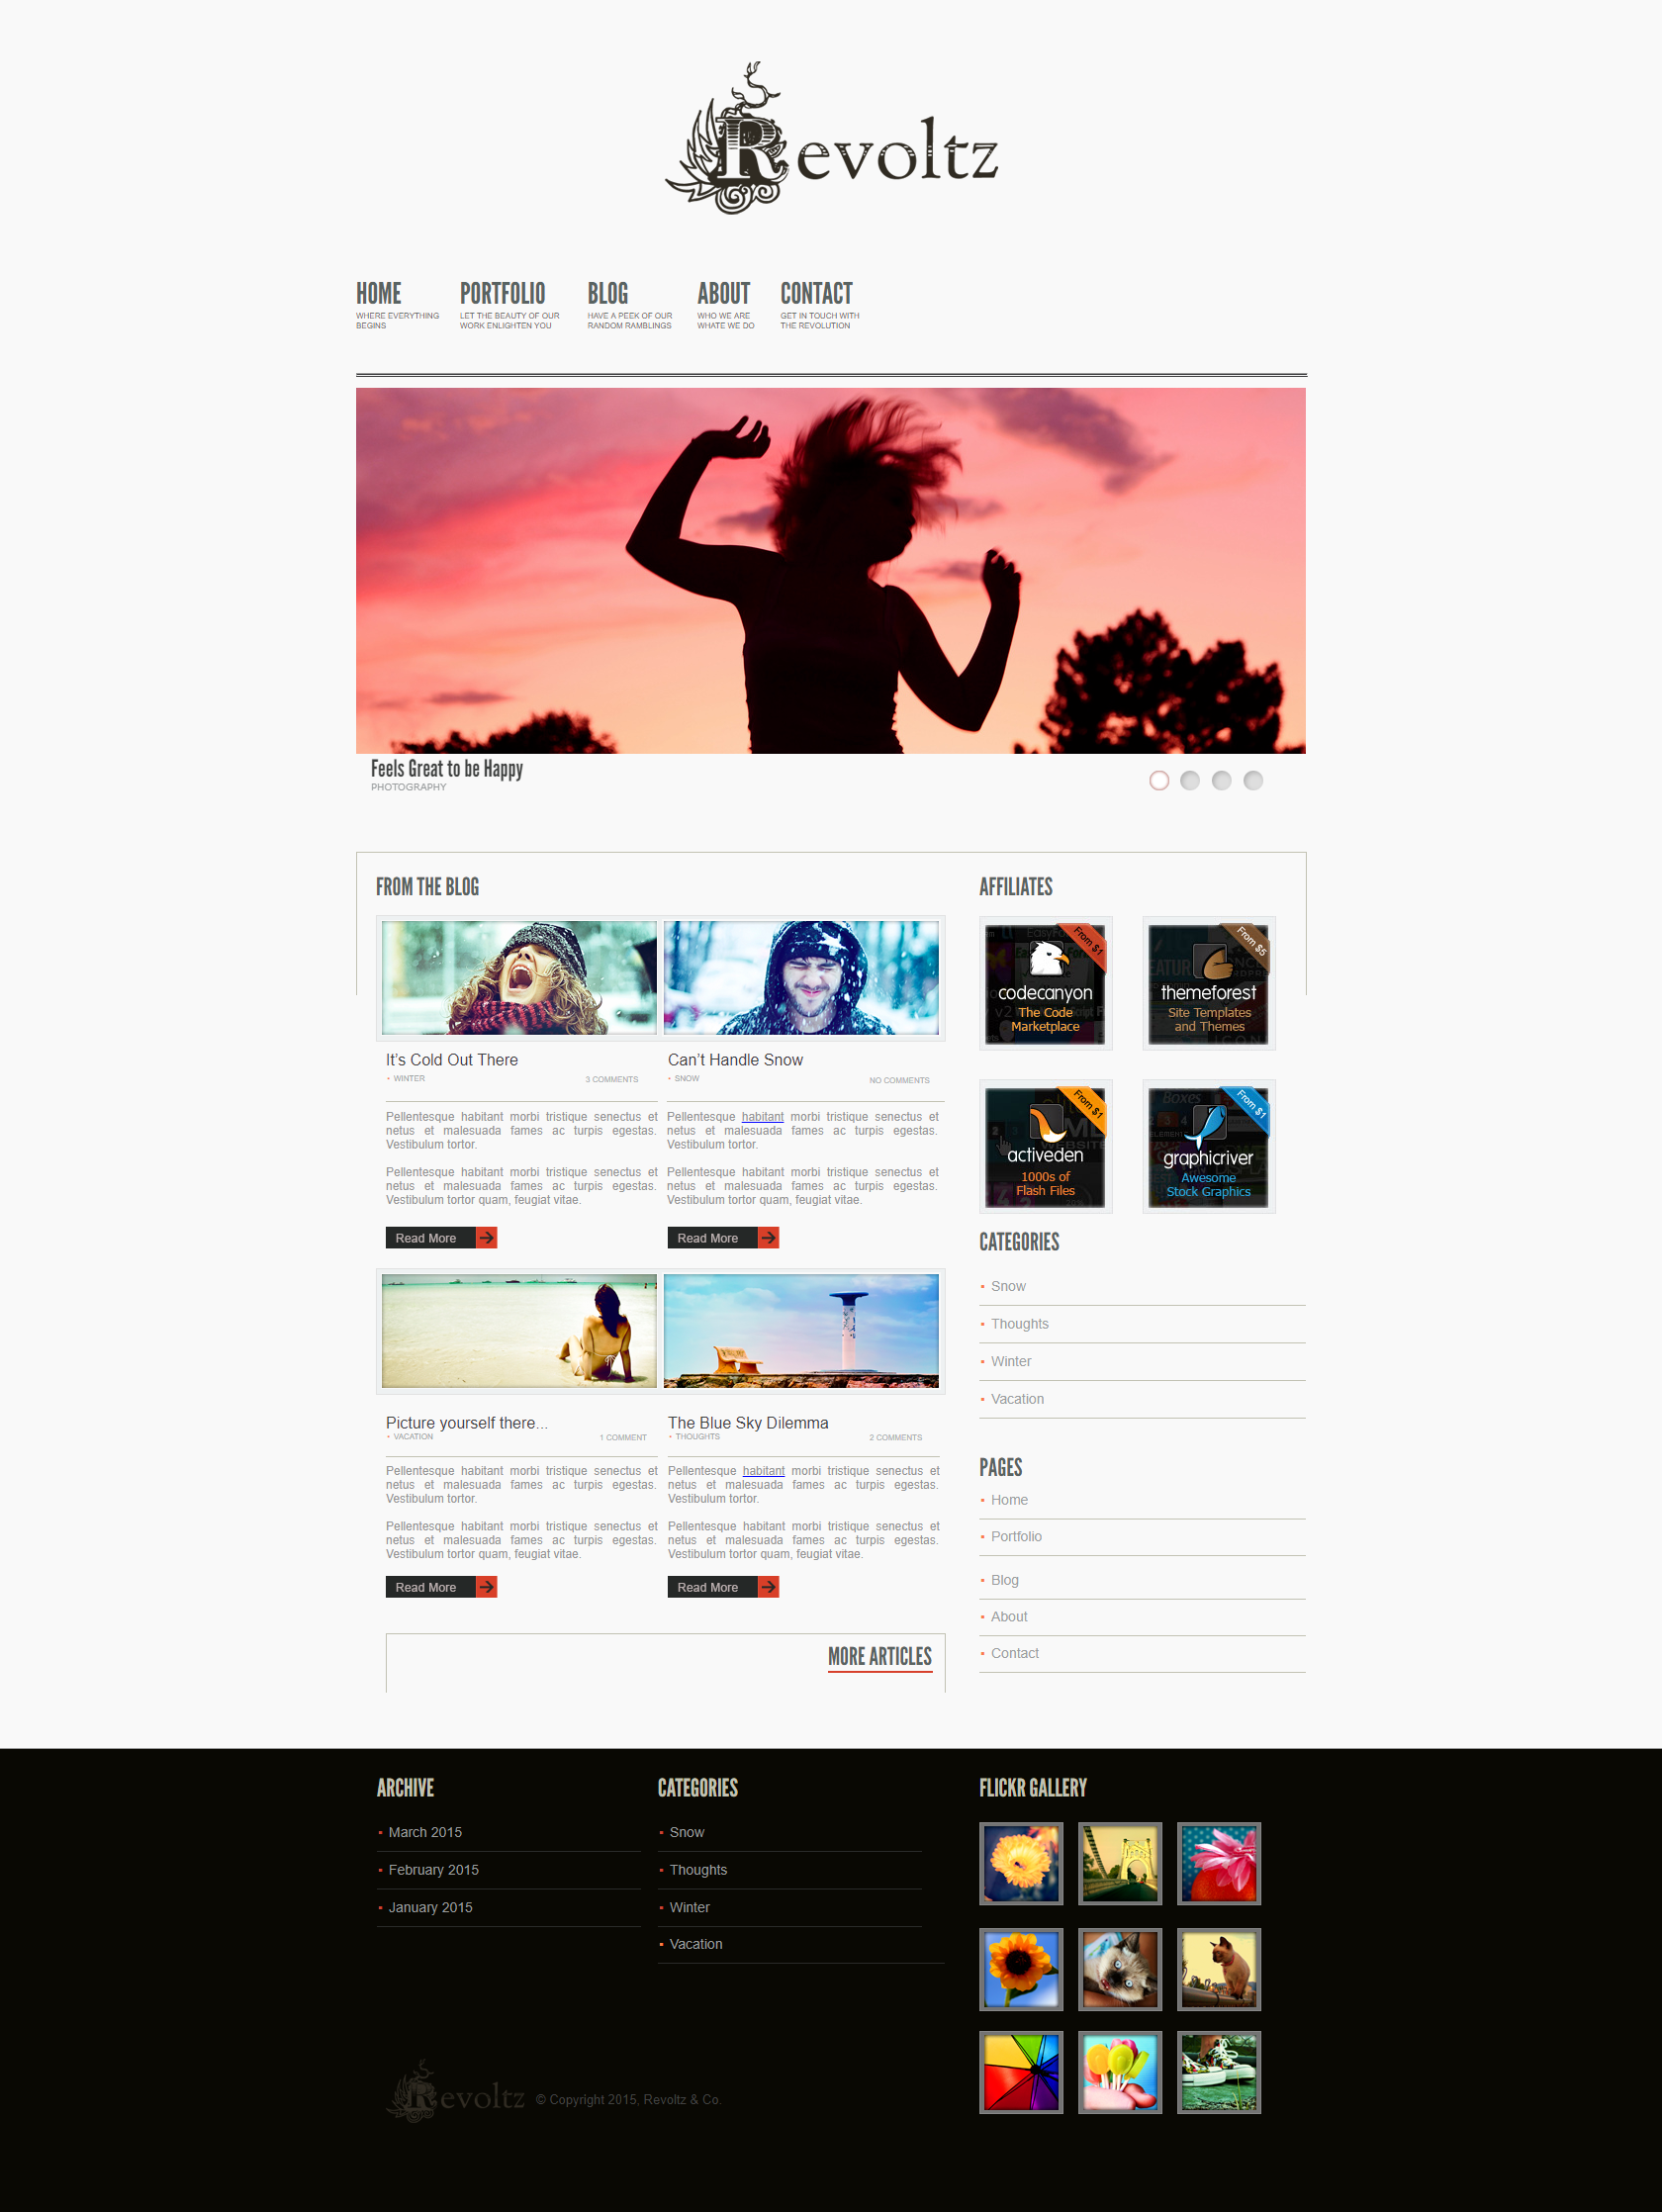 Revoltz
HOME
WHERE EVERYTHING
BEGINS
PORTFOLIO
LET THE BEAUTY OF OUR
WORK ENLIGHTEN YOU
BLOG
HAVE A PEEK OF OUR
RANDOM RAMBLINGS
ABOUT
WHO WE ARE
WHATE WE DO
CONTACT
GET IN TOUCH WITH
THE REVOLUTION
Feels Great to be Happy
PHOTOGRAPHY
FROM THE BLOG
It's Cold Out There
WINTER
3 COMMENTS
Pellentesque habitant morbi tristique senectus et
netus et malesuada fames ac turpis egestas.
Vestibulum tortor.
Pellentesque habitant morbi tristique senectus et
netus et malesuada fames ac turpis egestas.
Vestibulum tortor quam, feugiat vitae.
Read More
Can't Handle Snow
SNOW
NO COMMENTS
Pellentesque habitant morbi tristique senectus et
netus et malesuada fames ac turpis egestas.
Vestibulum tortor.
Pellentesque habitant morbi tristique senectus et
netus et malesuada fames ac turpis egestas.
Vestibulum tortor quam, feugiat vitae.
Read More
Picture yourself there...
VACATION
1 COMMENT
Pellentesque habitant morbi tristique senectus et
netus et malesuada fames ac turpis egestas.
Vestibulum tortor.
Pellentesque habitant morbi tristique senectus et
netus et malesuada fames ac turpis egestas.
Vestibulum tortor quam, feugiat vitae.
Read More
The Blue Sky Dilemma
THOUGHTS
2 COMMENTS
Pellentesque habitant morbi tristique senectus et
netus et malesuada fames ac turpis egestas.
Vestibulum tortor.
Pellentesque habitant morbi tristique senectus et
netus et malesuada fames ac turpis egestas.
Vestibulum tortor quam, feugiat vitae.
Read More
MORE ARTICLES
AFFILIATES
From $1
codecanyon
The Code
Marketplace
From $5
themeforest
Site Templates
and Themes
From $1
activeden
1000s of
Flash Files
From $1
graphicriver
Awesome
Stock Graphics
CATEGORIES
Snow
Thoughts
Winter
Vacation
PAGES
Home
Portfolio
Blog
About
Contact
ARCHIVE
March 2015
February 2015
January 2015
CATEGORIES
Snow
Thoughts
Winter
Vacation
FLICKR GALLERY
Revoltz
© Copyright 2015, Revoltz & Co.